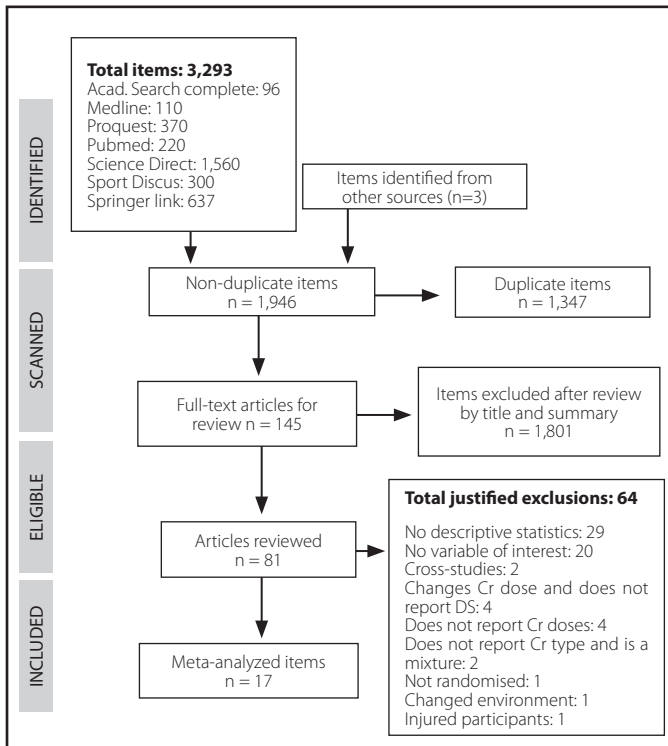 IDENTIFIED
Total items: 3,293
Acad. Search complete: 96
Medline: 110
Proquest: 370
Pubmed: 220
Science Direct: 1,560
Sport Discus: 300
Springer link: 637
Items identified from
other sources (n=3)
SCANNED
Non-duplicate items
n = 1,946
Duplicate items
n = 1,347
Full-text articles for
review n = 145
Items excluded after review
by title and summary
n = 1,801
ELIGIBLE
Articles reviewed
n = 81
Total justified exclusions: 64
No descriptive statistics: 29
No variable of interest: 20
Cross-studies: 2
Changes Cr dose and does not
report DS: 4
Does not report Cr doses: 4
Does not report Cr type and is a
mixture: 2
Not randomised: 1
Changed environment: 1
Injured participants: 1
INCLUDED
Meta-analyzed items
n = 17